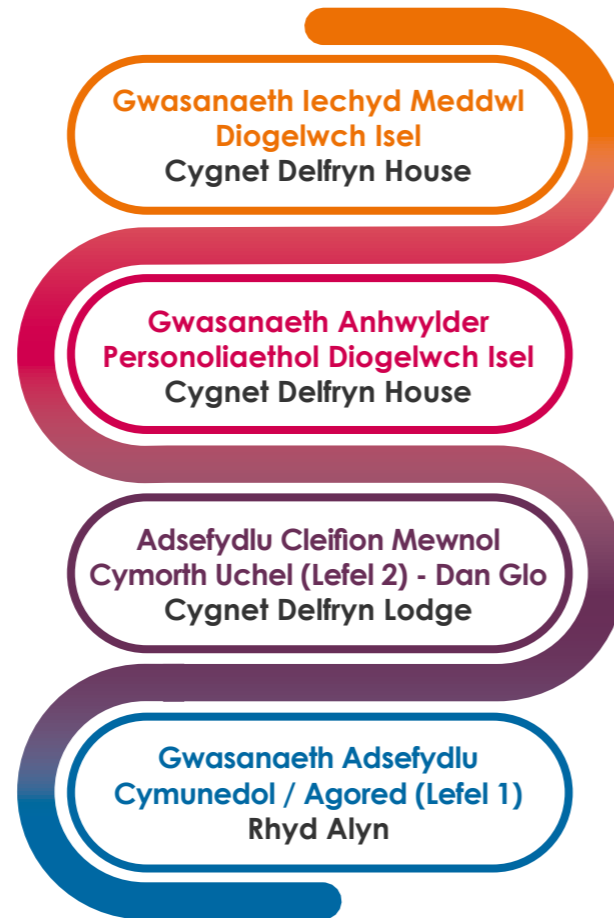 Gwasanaeth Iechyd Meddwl
Diogelwch Isel
Cygnet Delfryn House
Gwasanaeth Anhwylder
Personoliaethol Diogelwch Isel
Cygnet Delfryn House
Adsefydlu Cleifion Mewnol
Cymorth Uchel (Lefel 2) - Dan Glo
Cygnet Delfryn Lodge
Gwasanaeth Adsefydlu
Cymunedol / Agored (Lefel 1)
Rhyd Alyn